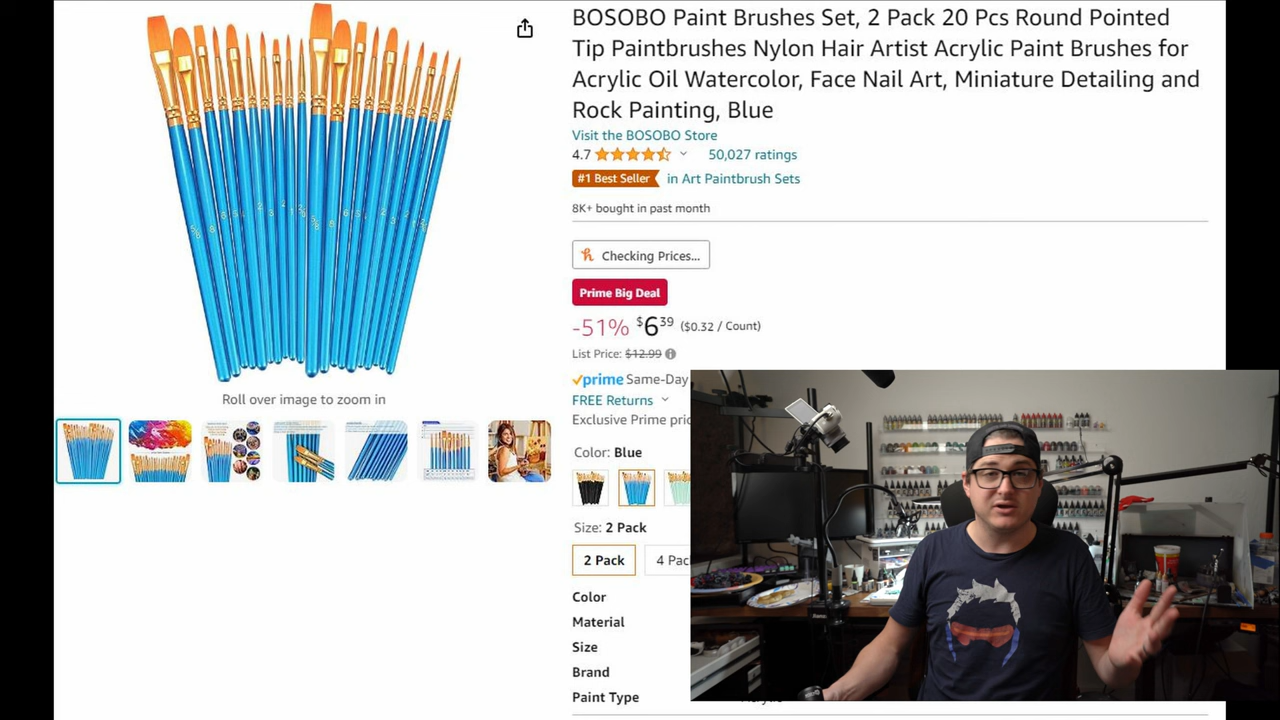 BOSOBO Paint Brushes Set, 2 Pack 20 Pcs Round Pointed
Tip Paintbrushes Nylon Hair Artist Acrylic Paint Brushes for
Acrylic Oil Watercolor, Face Nail Art, Miniature Detailing and
Rock Painting, Blue
Visit the BOSOBO Store
4.7 50,027 ratings
#1 Best Seller in Art Paintbrush Sets
8K+ bought in past month
Checking Prices...
Prime Big Deal
-51% $6 39 ($0.32 / Count)
List Price: $12.99
prime Same-Day
FREE Returns
Exclusive Prime pric
Roll over image to zoom in
Color: Blue
Size: 2 Pack
2 Pack 4 Pac
Color
Material
Size
Brand
Paint Type